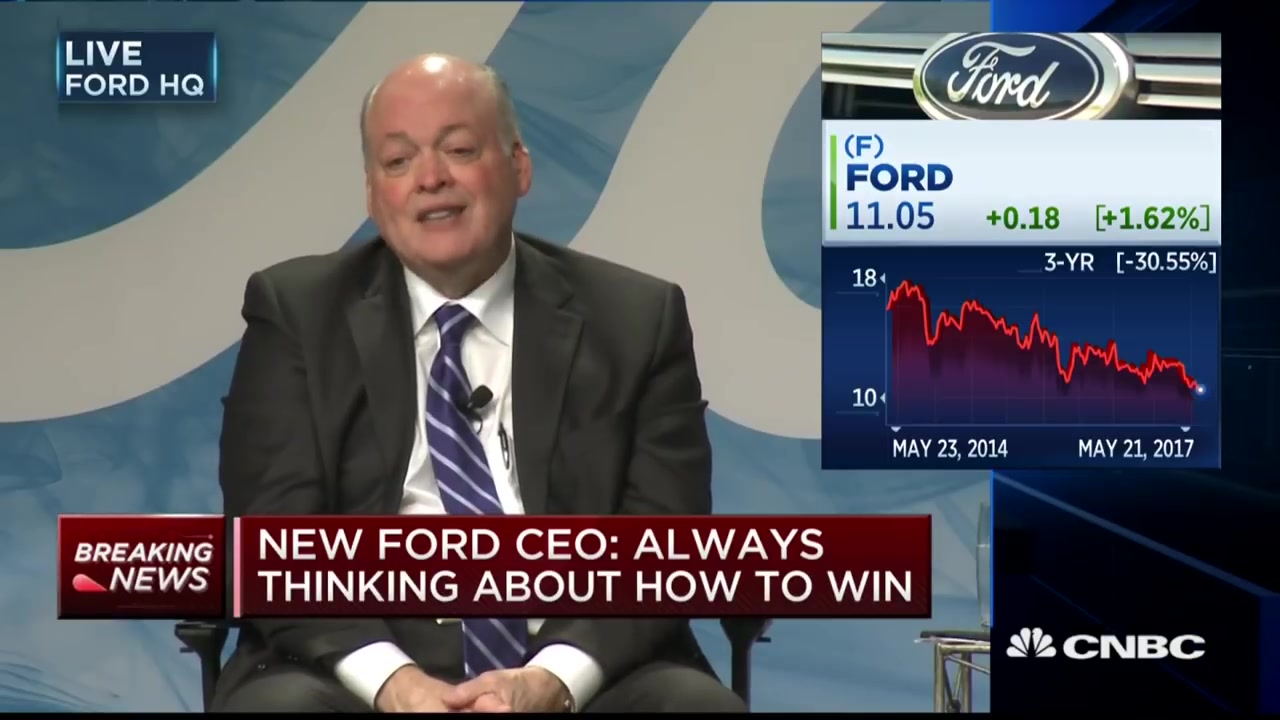 LIVE
FORD HQ
Ford
(F)
FORD
11.05 +0.18 [+1.62%]
3-YR [-30.55%]
18
10
MAY 23, 2014 MAY 21, 2017
BREAKING
NEWS
NEW FORD CEO: ALWAYS
THINKING ABOUT HOW TO WIN
CNBC